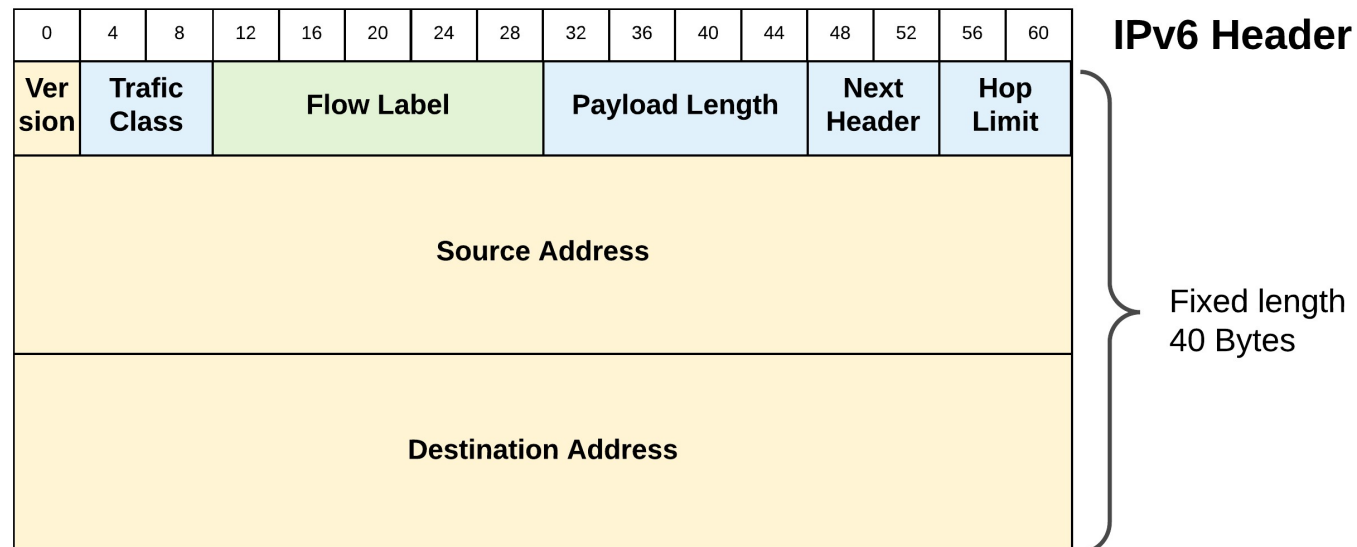 0 4 8 12 16 20 24 28 32 36 40 44 48 52 56 60
IPv6 Header
Ver
sion
Trafic
Class
Flow Label
Payload Length
Next
Header
Hop
Limit
Source Address
Fixed length
40 Bytes
Destination Address